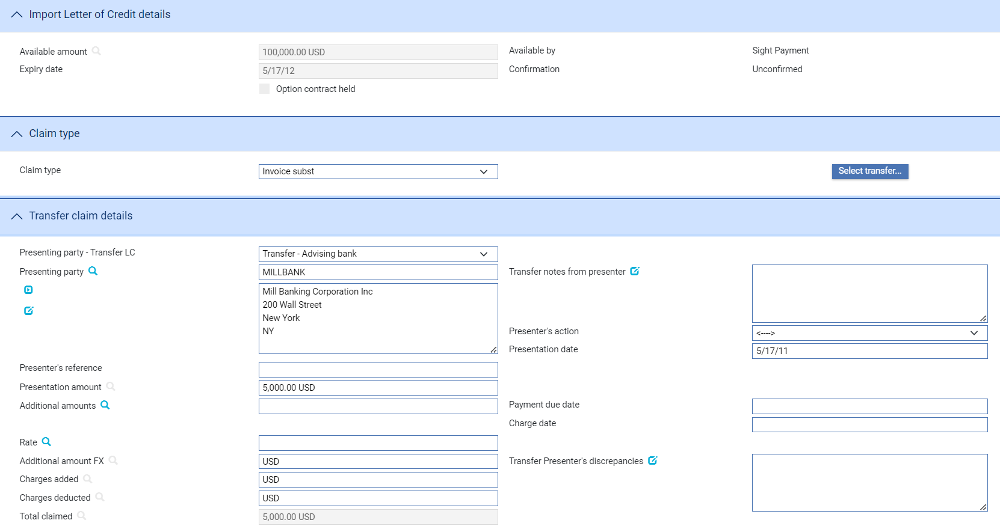 Import Letter of Credit details
Available amount 100,000.00 USD Available by Sight Payment
Expiry date 5/17/12 Confirmation Unconfirmed
Option contract held
Claim type
Claim type Invoice subst Select transfer...
Transfer claim details
Presenting party - Transfer LC Transfer - Advising bank
Presenting party MILLBANK Transfer notes from presenter
Mill Banking Corporation Inc
200 Wall Street
New York
NY
Presenter's action <---->
Presentation date 5/17/11
Presenter's reference
Presentation amount 5,000.00 USD
Additional amounts Payment due date
Charge date
Rate
Additional amount FX USD Transfer Presenter's discrepancies
Charges added USD
Charges deducted USD
Total claimed 5,000.00 USD